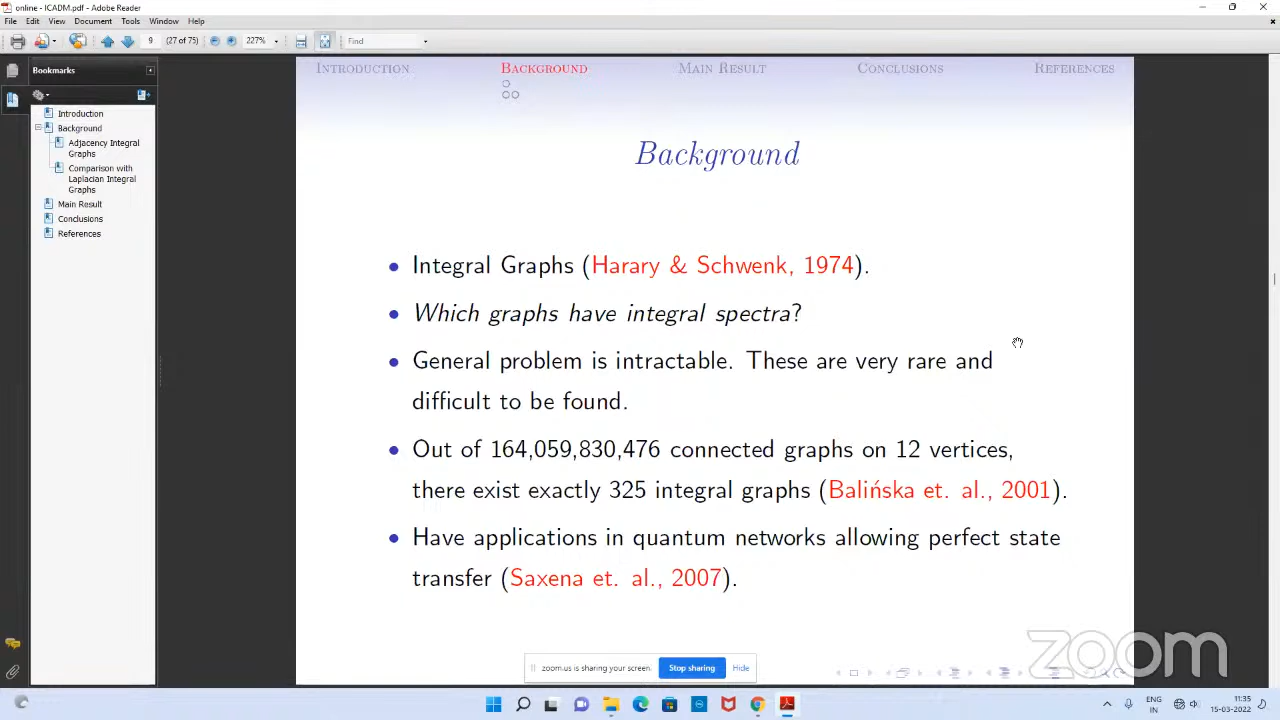 online - ICADM.pdf - Adobe Reader
File Edit View Document Tools Window Help
9 (27 of 75) 227% Find
Bookmarks
Introduction
Background
Adjacency Integral
Graphs
Comparison with
Laplacian Integral
Graphs
Main Result
Conclusions
References
Introduction Background Main Result Conclusions References
Background
• Integral Graphs (Harary & Schwenk, 1974).
• Which graphs have integral spectra?
• General problem is intractable. These are very rare and
difficult to be found.
• Out of 164,059,830,476 connected graphs on 12 vertices,
there exist exactly 325 integral graphs (Balińska et. al., 2001).
• Have applications in quantum networks allowing perfect state
transfer (Saxena et. al., 2007).
zoom
zoom.us is sharing your screen. Stop sharing Hide
ENG
IN
11:35
15-03-2022